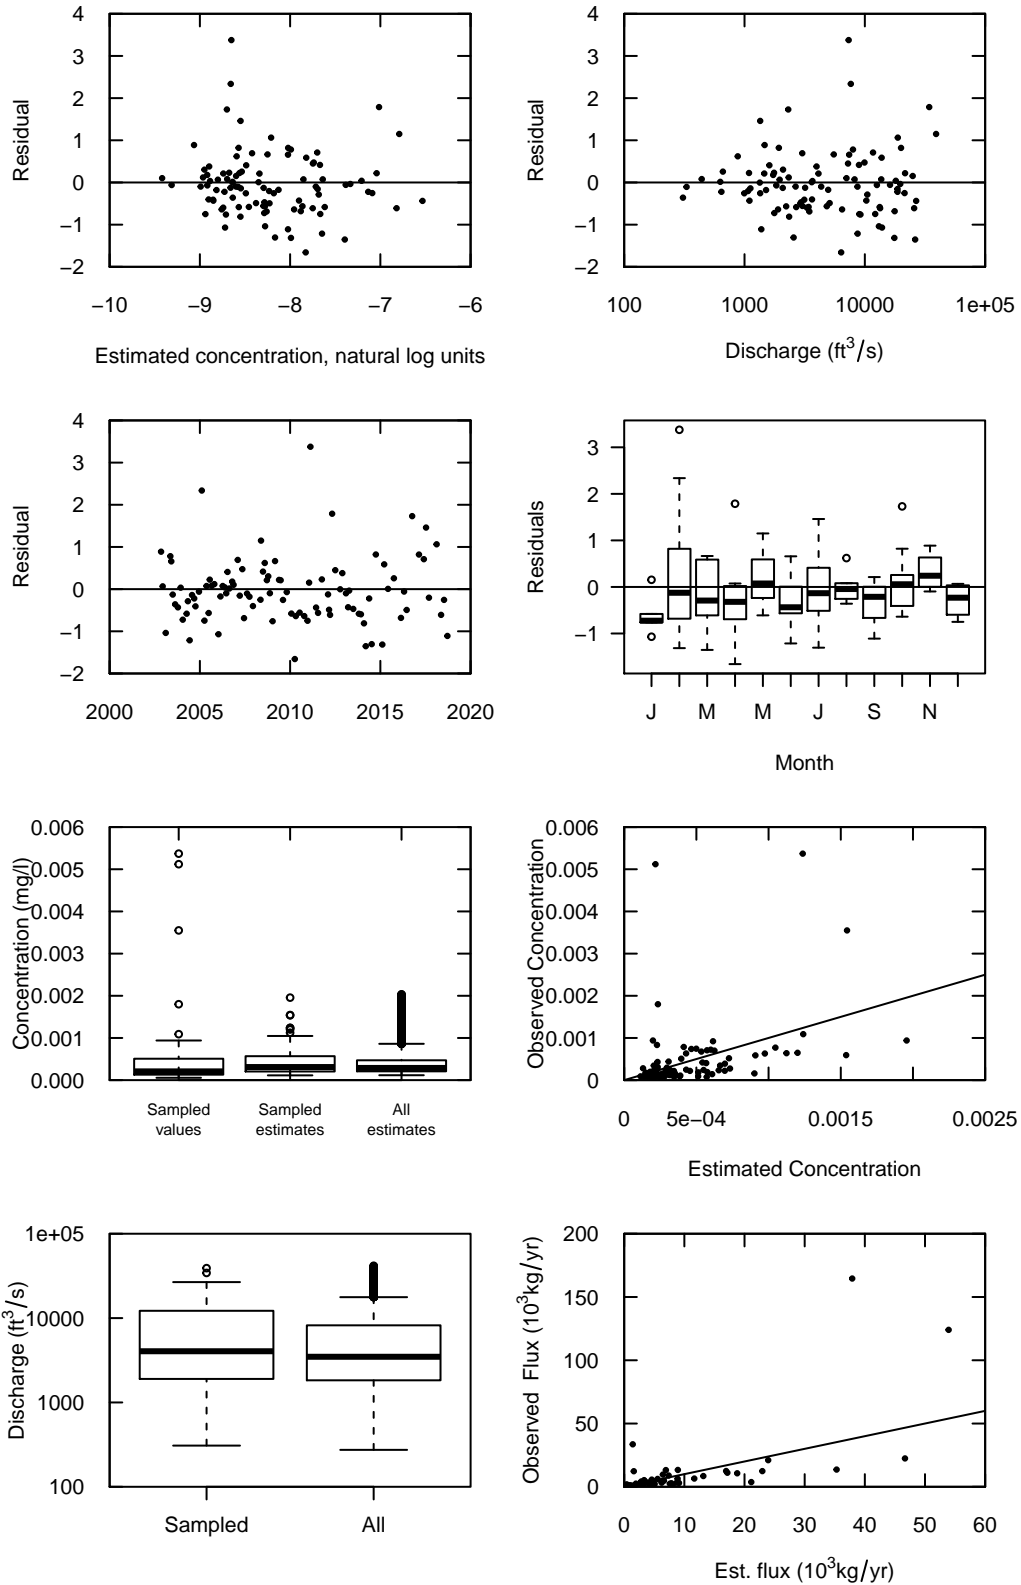 4
3
2
1
0
−1
−2
Residual
−10 −9 −8 −7 −6
Estimated concentration, natural log units
4
3
2
1
0
−1
−2
Residual
100 1000 10000 1e+05
Discharge (ft3/s)
4
3
2
1
0
−1
−2
Residual
2000 2005 2010 2015 2020
3
2
1
0
−1
Residuals
J M M J S N
Month
0.006
0.005
0.004
0.003
0.002
0.001
0.000
Concentration (mg/l)
Sampled Sampled All
values estimates estimates
0.006
0.005
0.004
0.003
0.002
0.001
0
Observed Concentration
0 5e−04 0.0015 0.0025
Estimated Concentration
1e+05
10000
1000
100
Discharge (ft3/s)
Sampled All
200
150
100
50
0
Observed Flux (103kg/yr)
0 10 20 30 40 50 60
Est. flux (103kg/yr)